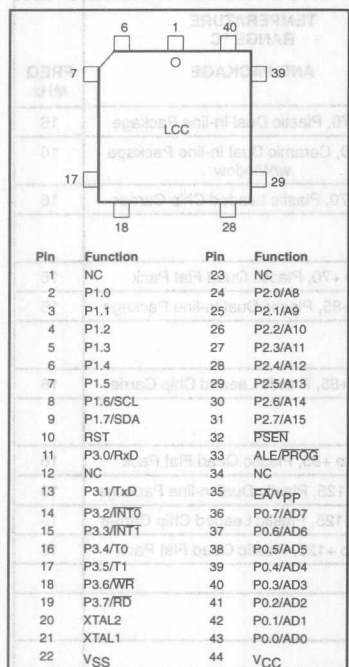 6 1 40
7 39
LCC
17 29
18 28
Pin Function Pin Function
1 NC 23 NC
2 P1.0 24 P2.0/A8
3 P1.1 25 P2.1/A9
4 P1.2 26 P2.2/A10
5 P1.3 27 P2.3/A11
6 P1.4 28 P2.4/A12
7 P1.5 29 P2.5/A13
8 P1.6/SCL 30 P2.6/A14
9 P1.7/SDA 31 P2.7/A15
10 RST 32 PSEN
11 P3.0/RxD 33 ALE/PROG
12 NC 34 NC
13 P3.1/TxD 35 EA/VPP
14 P3.2/INT0 36 P0.7/AD7
15 P3.3/INT1 37 P0.6/AD6
16 P3.4/T0 38 P0.5/AD5
17 P3.5/T1 39 P0.4/AD4
18 P3.6/WR 40 P0.3/AD3
19 P3.7/RD 41 P0.2/AD2
20 XTAL2 42 P0.1/AD1
21 XTAL1 43 P0.0/AD0
22 VSS 44 VCC